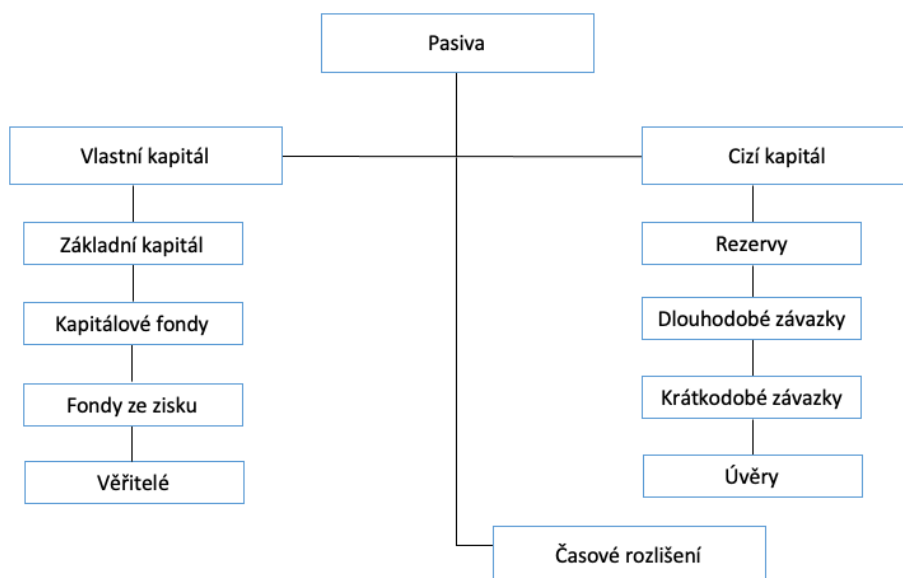 Pasiva
Vlastní kapitál
Cizí kapitál
Základní kapitál
Rezervy
Kapitálové fondy
Dlouhodobé závazky
Fondy ze zisku
Krátkodobé závazky
Věřitelé
Úvěry
Časové rozlišení